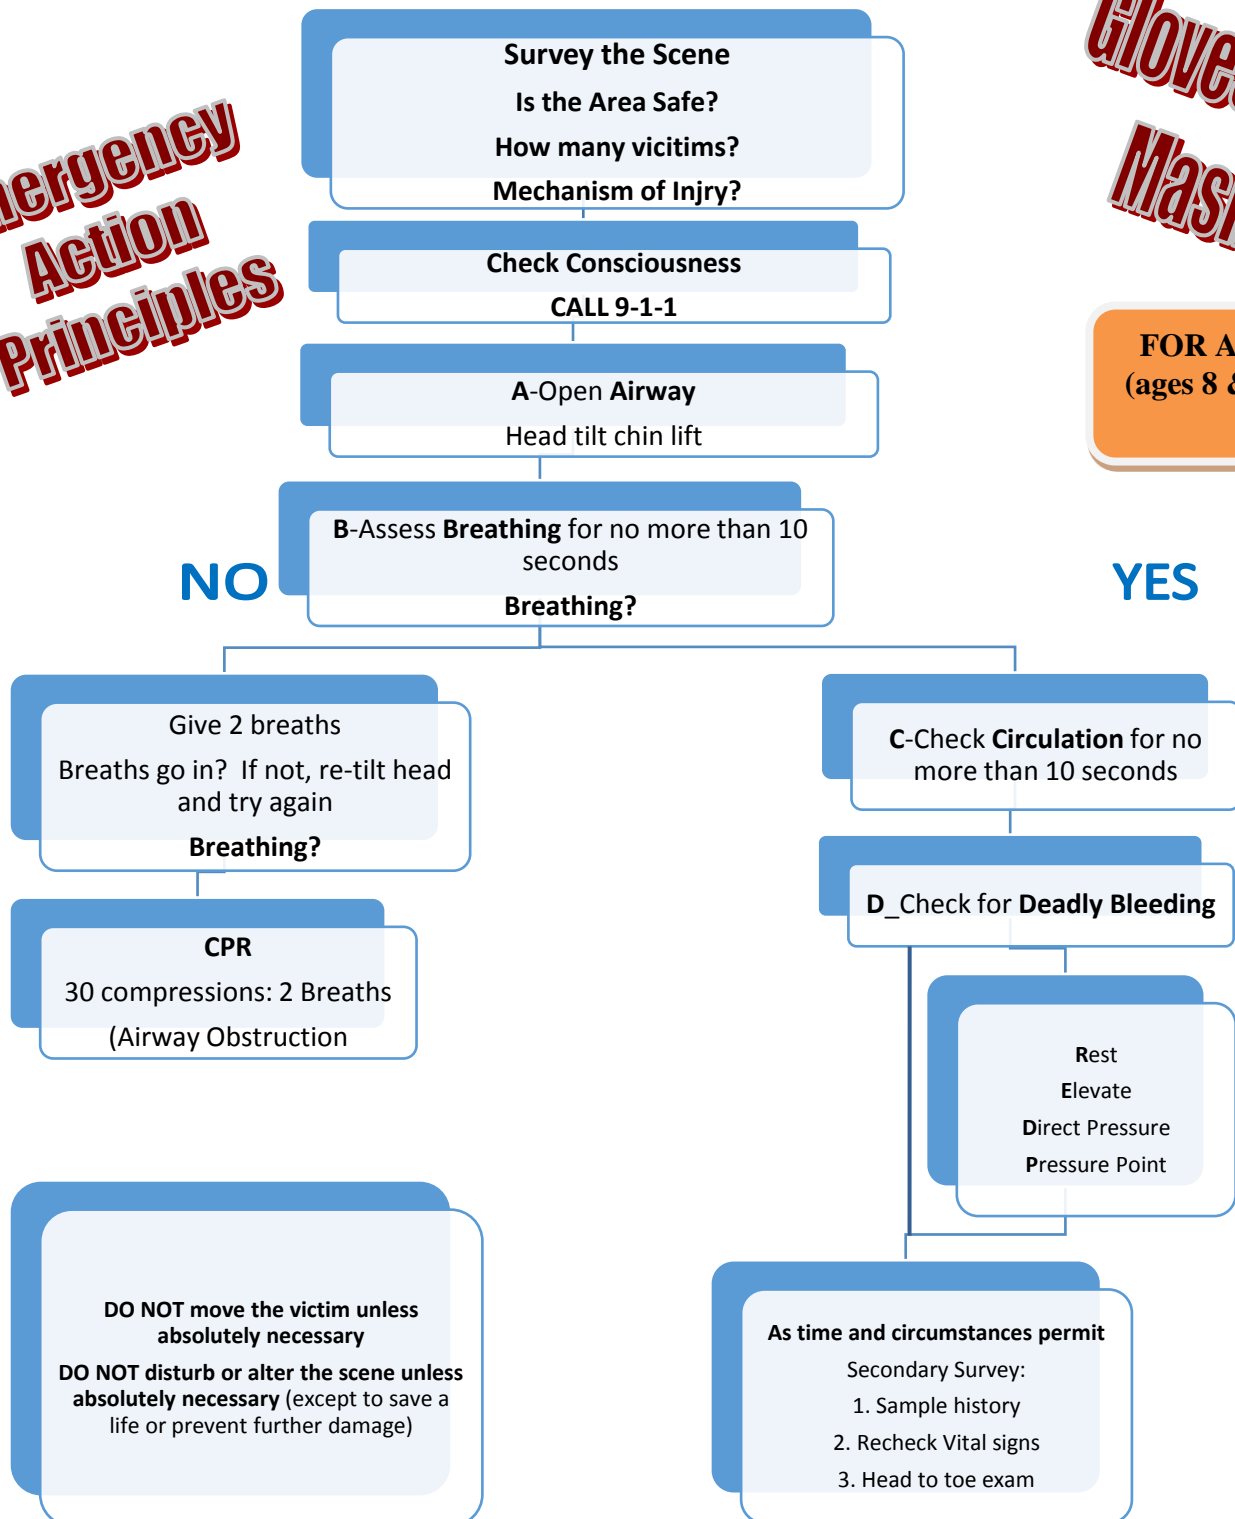 Survey the Scene
Is the Area Safe?
How many vicitims?
Mechanism of Injry?
Action
Principles
Check Consciousness
CALL 9-1-1
A-Open Airway
Head tilt chin lift
FOR
(ages 8 &
B-Assess Breathing for no more than 10
seconds
Breathing?
NO
YES
Give 2 breaths
Breaths go in? If not, re-tilt head
and try again
Breathing?
CPR
30 compressions: 2 Breaths
(Airway Obstruction
C-Check Circulation for no
more than 10 seconds
D_Check for Deadly Bleeding
Rest
Elevate
Direct Pressure
Pressure Point
DO NOT move the victim unless
absolutely necessary
DO NOT disturb or alter the scene unless
absolutely necessary (except to save a
life or prevent further damage)
As time and circumstances permit
Secondary Survey:
1. Sample history
2. Recheck Vital signs
3. Head to toe exam